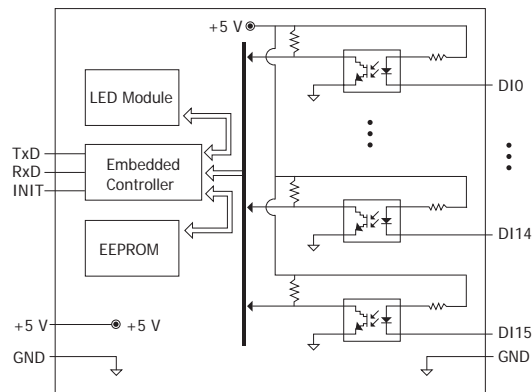 +5 V
LED Module
DI0
TxD
RxD
INIT
Embedded
Controller
DI14
EEPROM
+5 V
+5 V
DI15
GND
GND